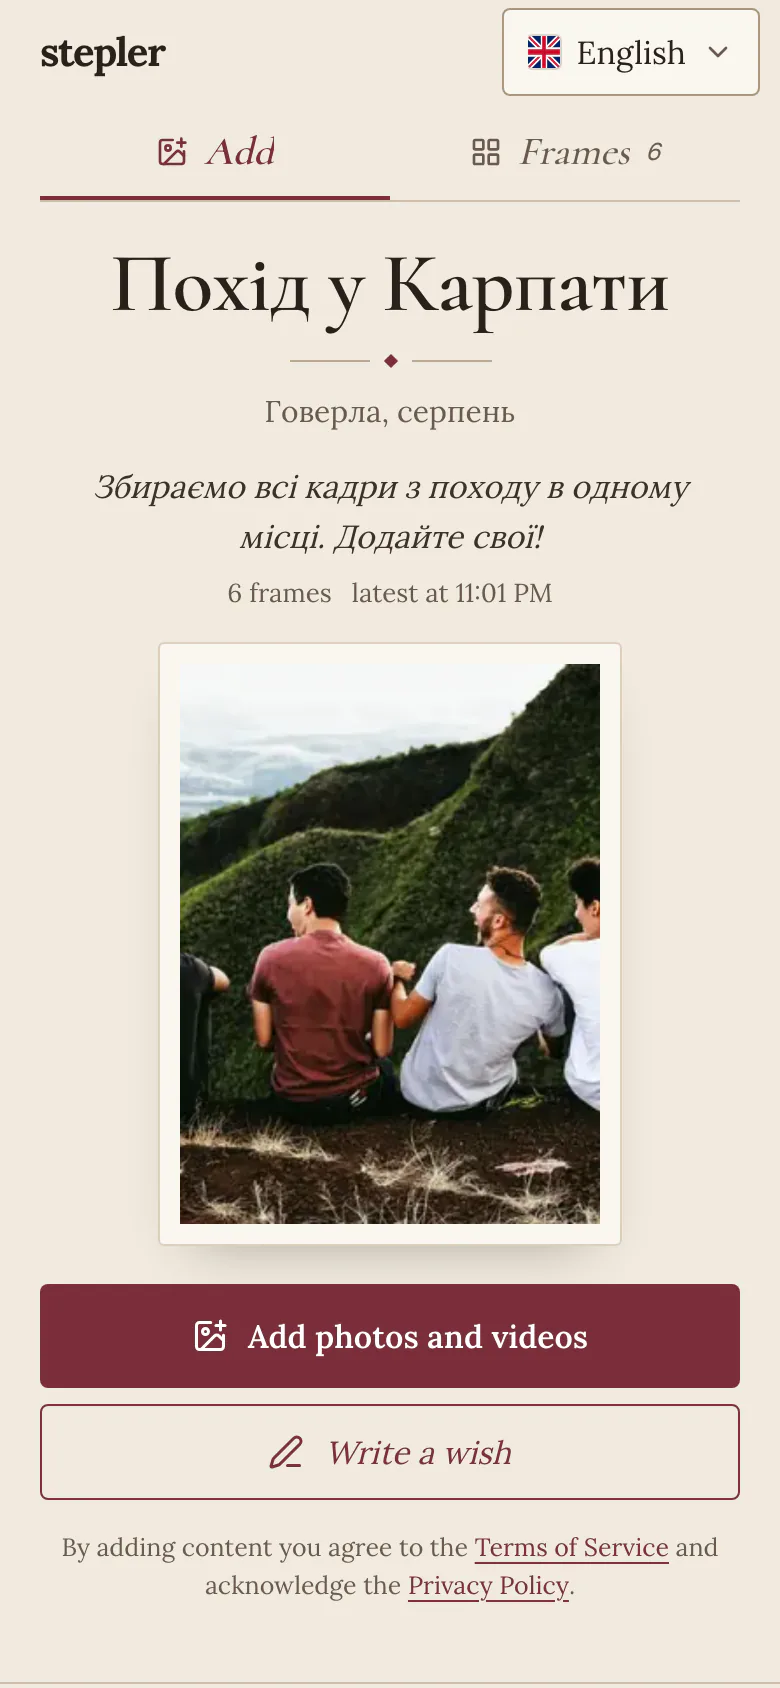 stepler
English
Add
Frames 6
Похід у Карпати
Говерла, серпень
Збираємо всі кадри з походу в одному
місці. Додайте свої!
6 frames latest at 11:01 PM
Add photos and videos
Write a wish
By adding content you agree to the Terms of Service and
acknowledge the Privacy Policy.